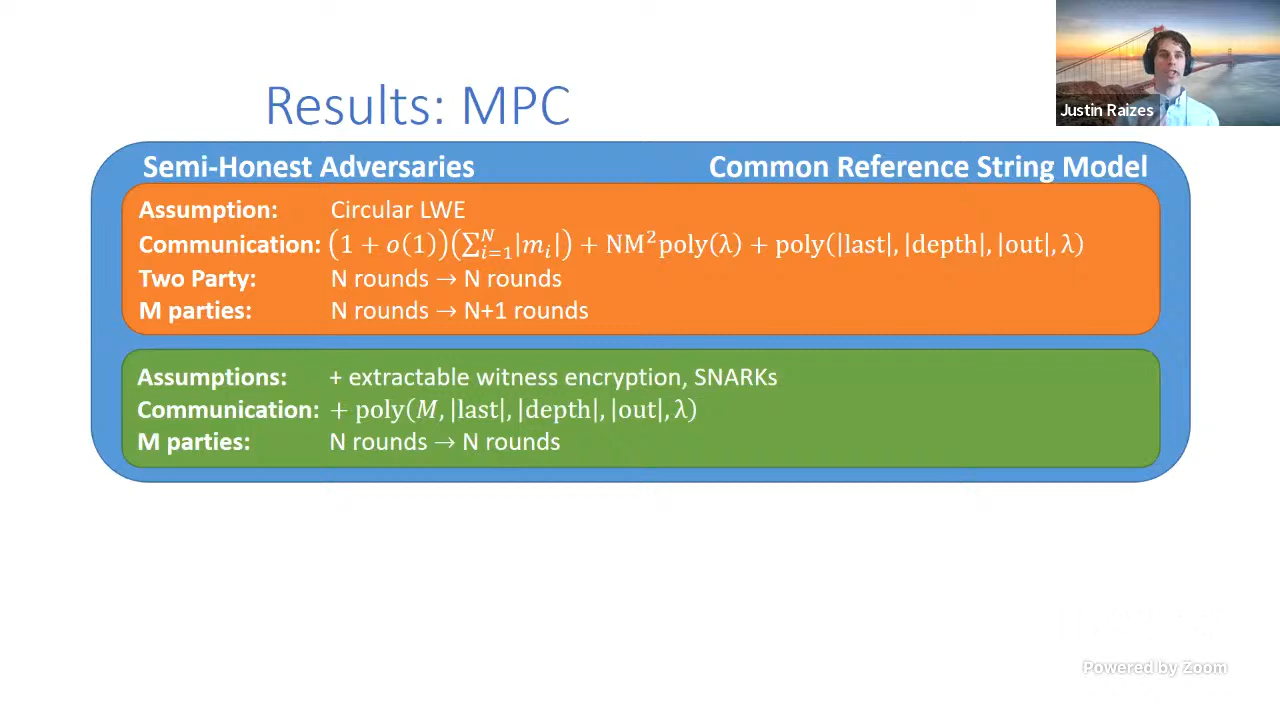 Results: MPC
Justin Raizes
Semi-Honest Adversaries Common Reference String Model
Assumption: Circular LWE
Communication: (1 + o(1))(∑ᵢ₌₁ᴺ|mᵢ|) + NM²poly(λ) + poly(|last|, |depth|, |out|, λ)
Two Party: N rounds → N rounds
M parties: N rounds → N+1 rounds
Assumptions: + extractable witness encryption, SNARKs
Communication: + poly(M, |last|, |depth|, |out|, λ)
M parties: N rounds → N rounds
Powered by Zoom